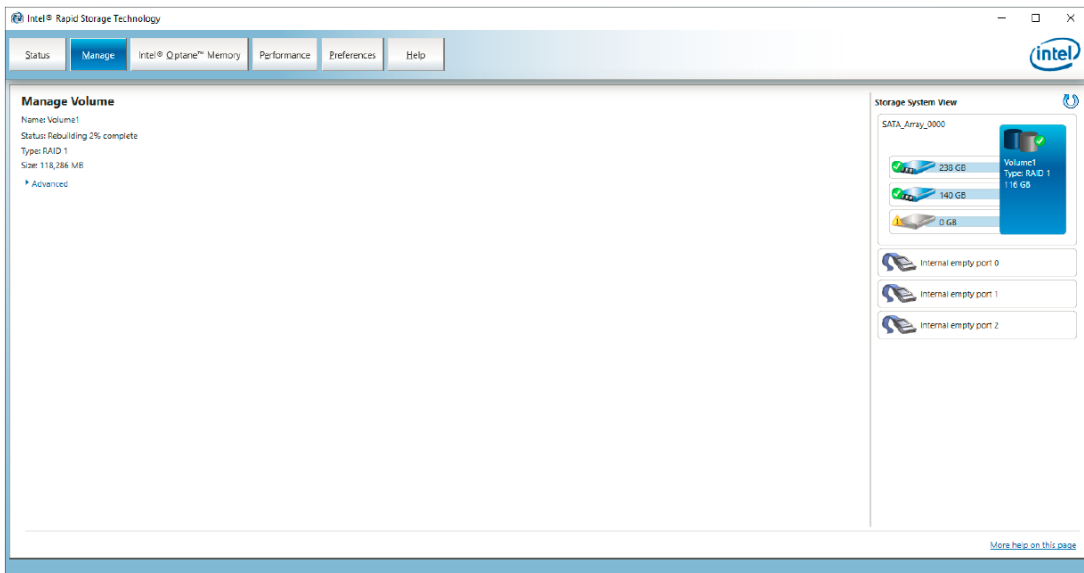 Intel® Rapid Storage Technology
Status
Manage
Intel® Optane™ Memory
Performance
Preferences
Help
intel
Manage Volume
Name: Volume1
Status: Rebuilding 2% complete
Type: RAID 1
Size: 118,286 MB
Advanced
Storage System View
SATA_Array_0000
238 GB
140 GB
0 GB
Volume1
Type: RAID 1
116 GB
Internal empty port 0
Internal empty port 1
Internal empty port 2
More help on this page